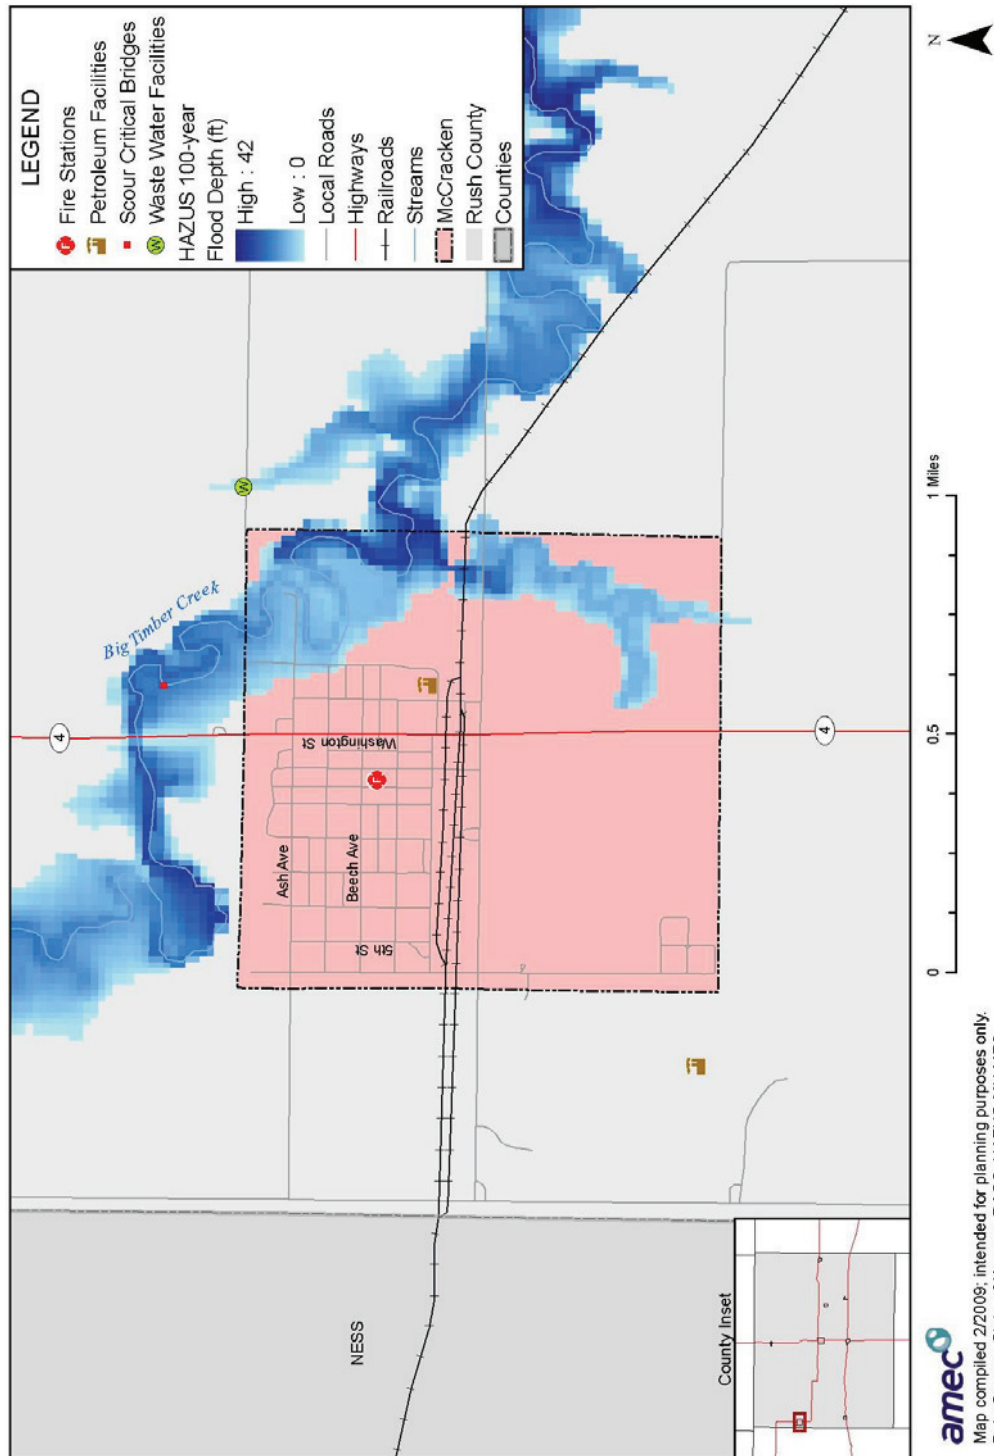 LEGEND
Fire Stations
Petroleum Facilities
Scour Critical Bridges
Waste Water Facilities
HAZUS 100-year
Flood Depth (ft)
High : 42
Low : 0
Local Roads
Highways
Railroads
Streams
McCracken
Rush County
Counties
N
Big Timber Creek
4
Washington St
Ash Ave
Beech Ave
5th St
4
F
W
NESS
County Inset
0
0.5
1 Miles
amec
Map compiled 2/2009; intended for planning purposes only.